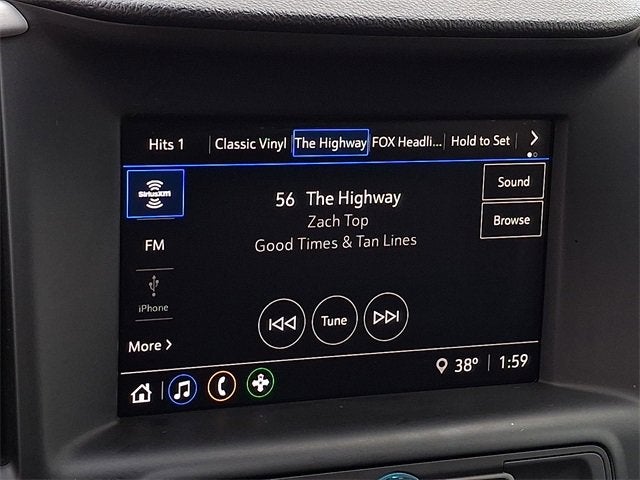 Hits 1 Classic Vinyl The Highway FOX Headli... Hold to Set
SiriusXM
56 The Highway
Sound
Zach Top
Browse
FM
Good Times & Tan Lines
iPhone
Tune
More
38° 1:59